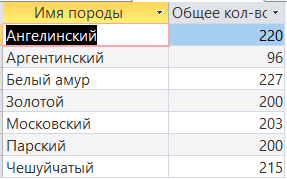 Имя породы Общее кол-вс
Ангелинский 220
Аргентинский 96
Белый амур 227
Золотой 200
Московский 203
Парский 200
Чешуйчатый 215